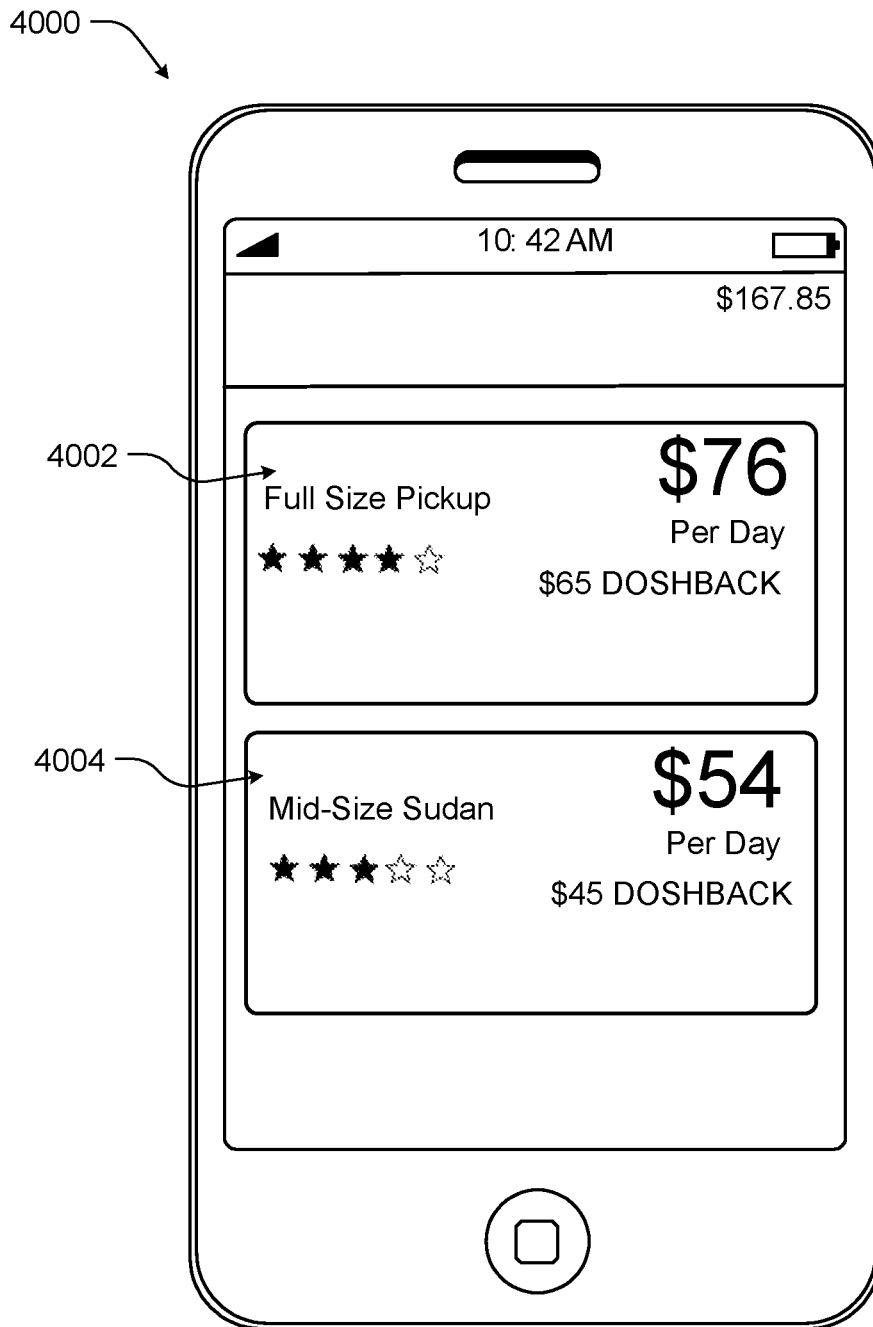 4000
10: 42 AM
$167.85
4002
$76
Full Size Pickup
Per Day
$65 DOSHBACK
4004
$54
Mid-Size Sudan
Per Day
$45 DOSHBACK